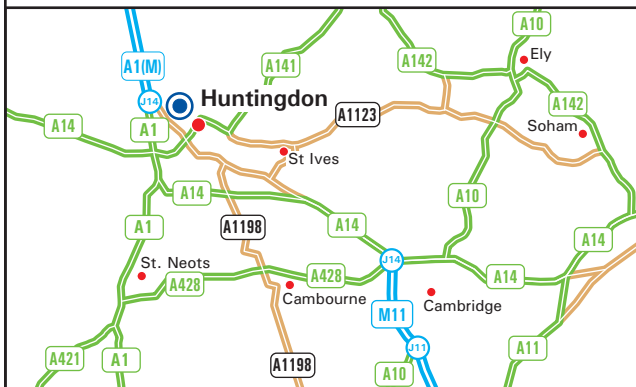 A10
A1(M)
A141
A142
Ely
J14
Huntingdon
A142
A1123
A14
A1
Soham
St Ives
A14
A10
A1
A1198
A14
A14
J14
St. Neots
A428
A14
A428
Cambourne
Cambridge
M11
J11
A421
A1
A1198
A10
A11